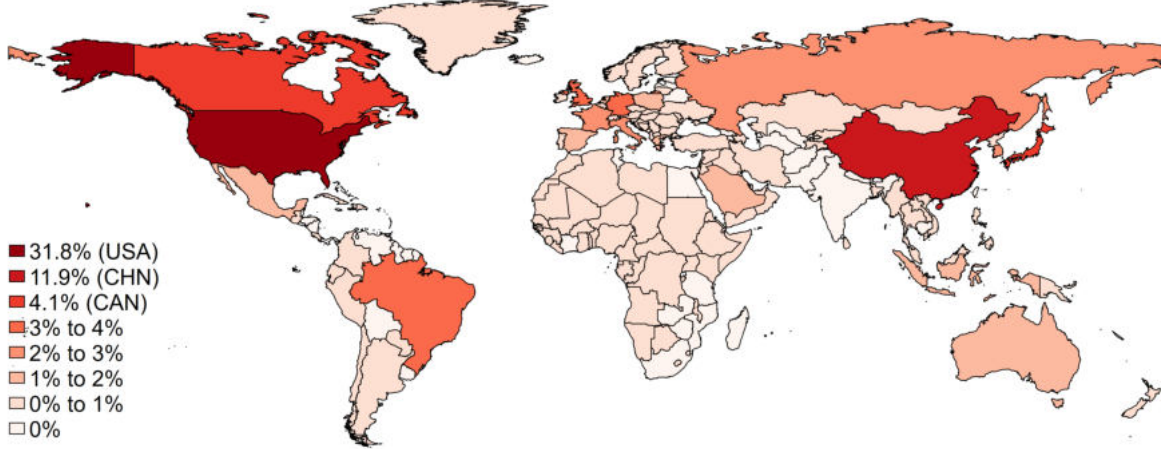 31.8% (USA)
11.9% (CHN)
4.1% (CAN)
3% to 4%
2% to 3%
1% to 2%
0% to 1%
0%